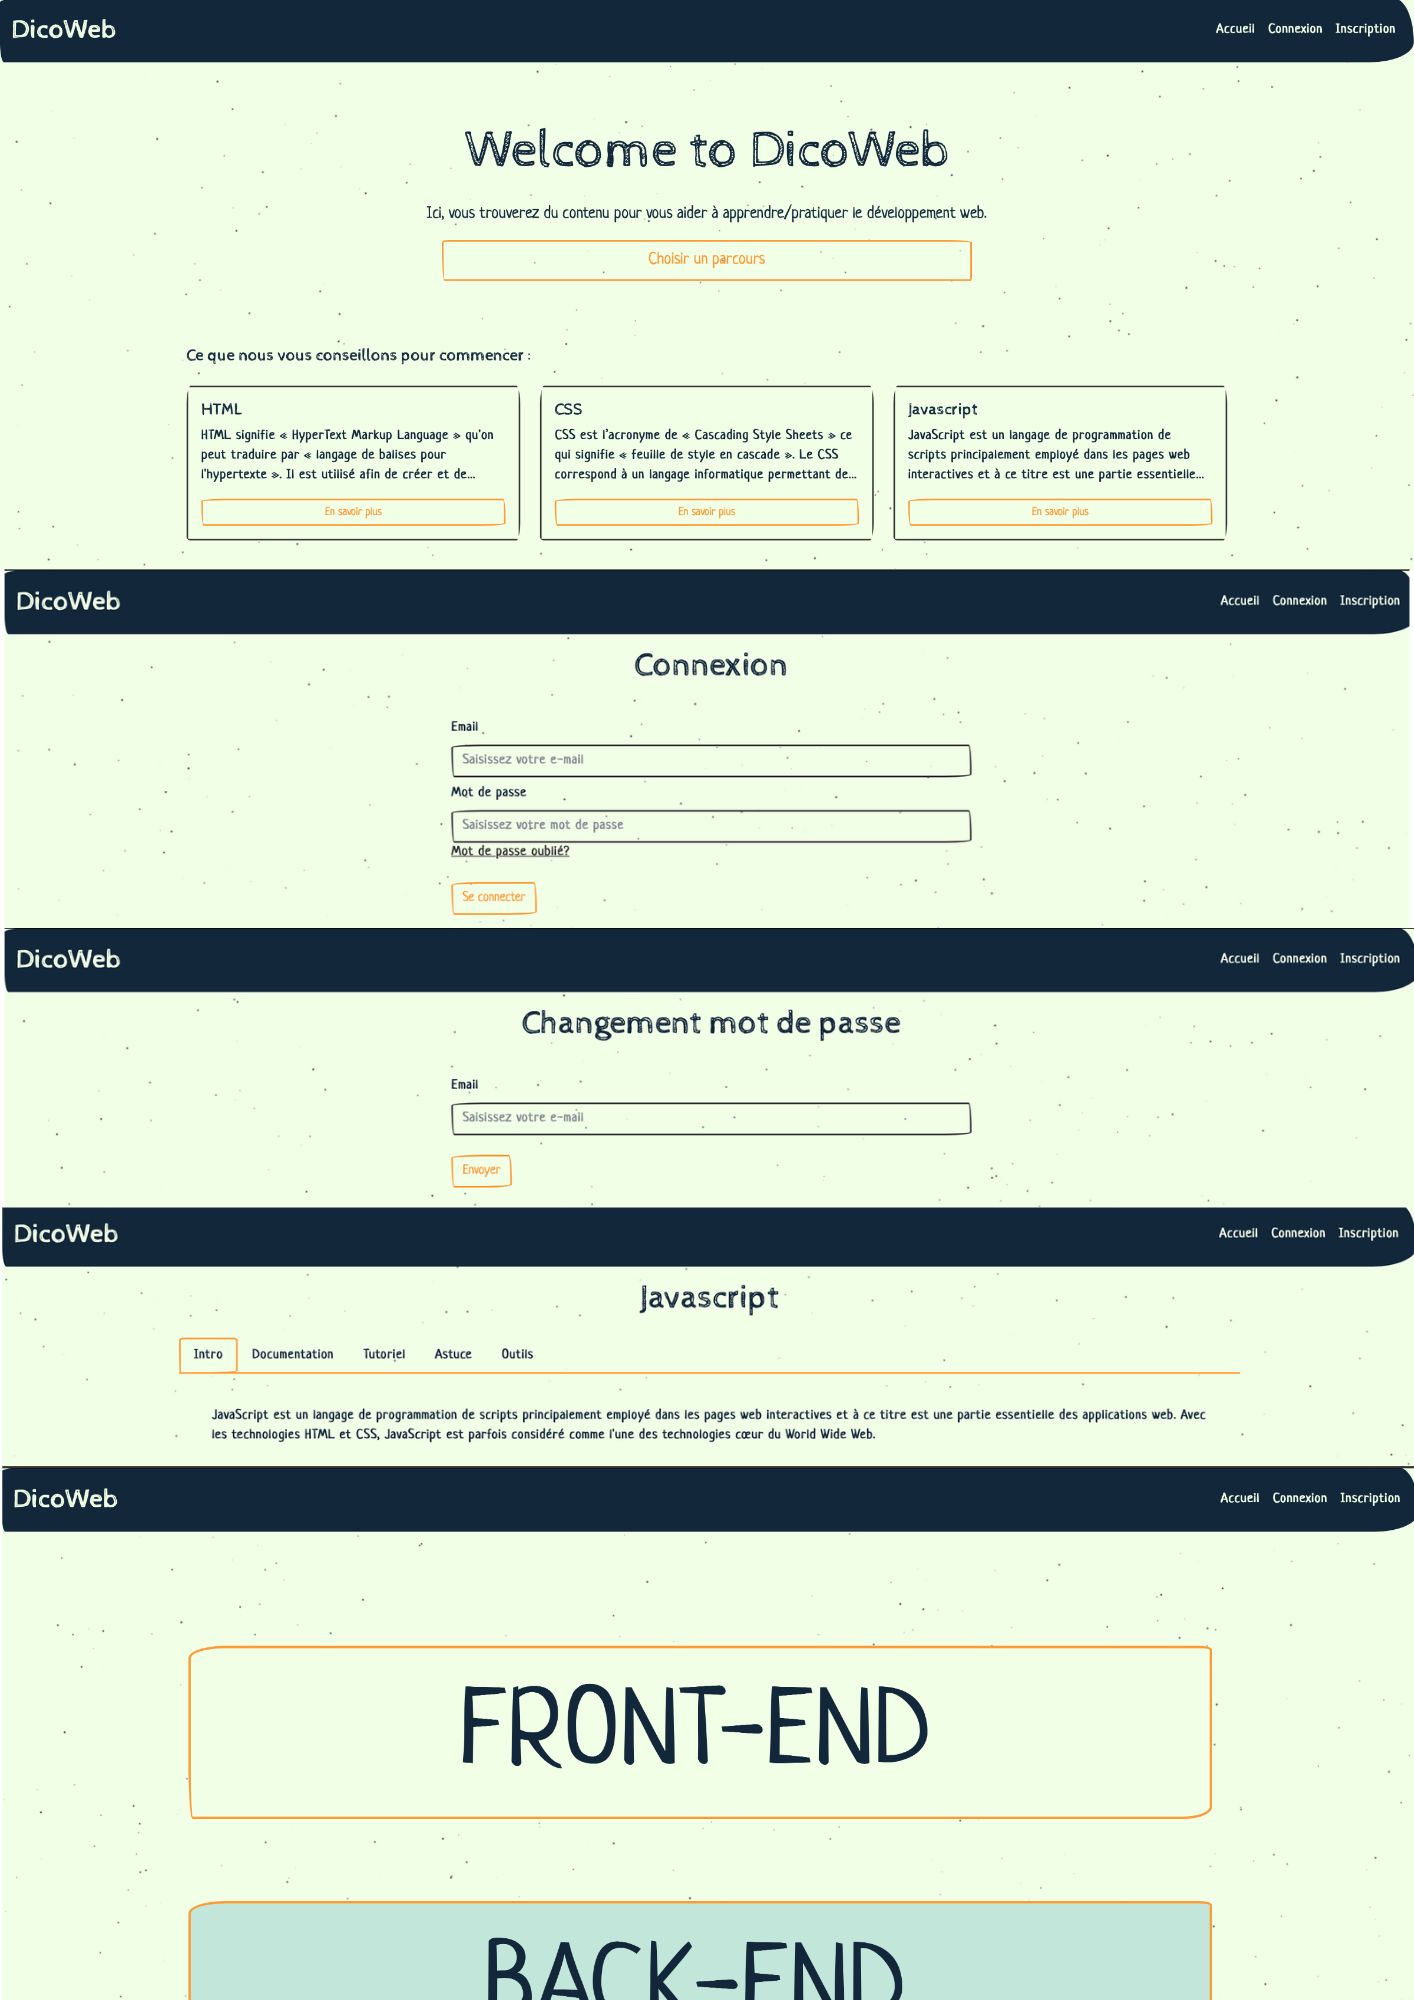 DicoWeb
Accueil Connexion Inscription
Welcome to DicoWeb
Ici, vous trouverez du contenu pour vous aider à apprendre/pratiquer le développement web.
Choisir un parcours
Ce que nous vous conseillons pour commencer :
HTML
HTML signifie « HyperText Markup Language » qu'on
peut traduire par « langage de balises pour
l'hypertexte ». Il est utilisé afin de créer et de...
En savoir plus
CSS
CSS est l'acronyme de « Cascading Style Sheets » ce
qui signifie « feuille de style en cascade ». Le CSS
correspond à un langage informatique permettant de...
En savoir plus
Javascript
JavaScript est un langage de programmation de
scripts principalement employé dans les pages web
interactives et à ce titre est une partie essentielle...
En savoir plus
DicoWeb
Accueil Connexion Inscription
Connexion
Email
Saisissez votre e-mail
Mot de passe
Saisissez votre mot de passe
Mot de passe oublié?
Se connecter
DicoWeb
Accueil Connexion Inscription
Changement mot de passe
Email
Saisissez votre e-mail
Envoyer
DicoWeb
Accueil Connexion Inscription
Javascript
Intro Documentation Tutoriel Astuce Outils
JavaScript est un langage de programmation de scripts principalement employé dans les pages web interactives et à ce titre est une partie essentielle des applications web. Avec
les technologies HTML et CSS, JavaScript est parfois considéré comme l'une des technologies cœur du World Wide Web.
DicoWeb
Accueil Connexion Inscription
FRONT-END
BACK-END